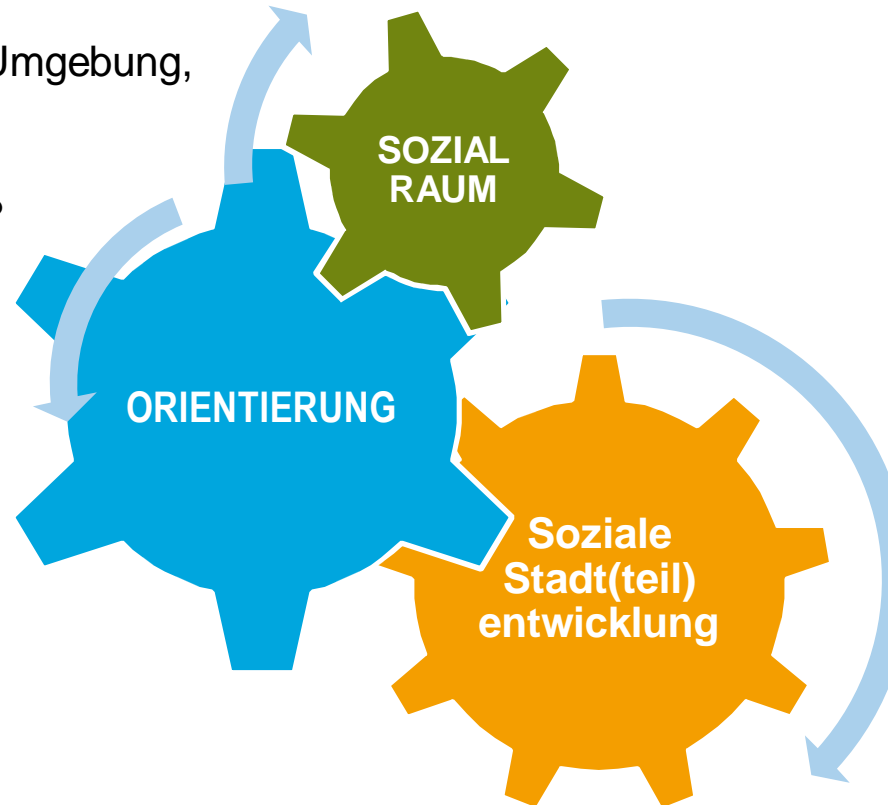 Umgebung,
SOZIAL
RAUM
ORIENTIERUNG
Soziale
Stadt(teil)
entwicklung